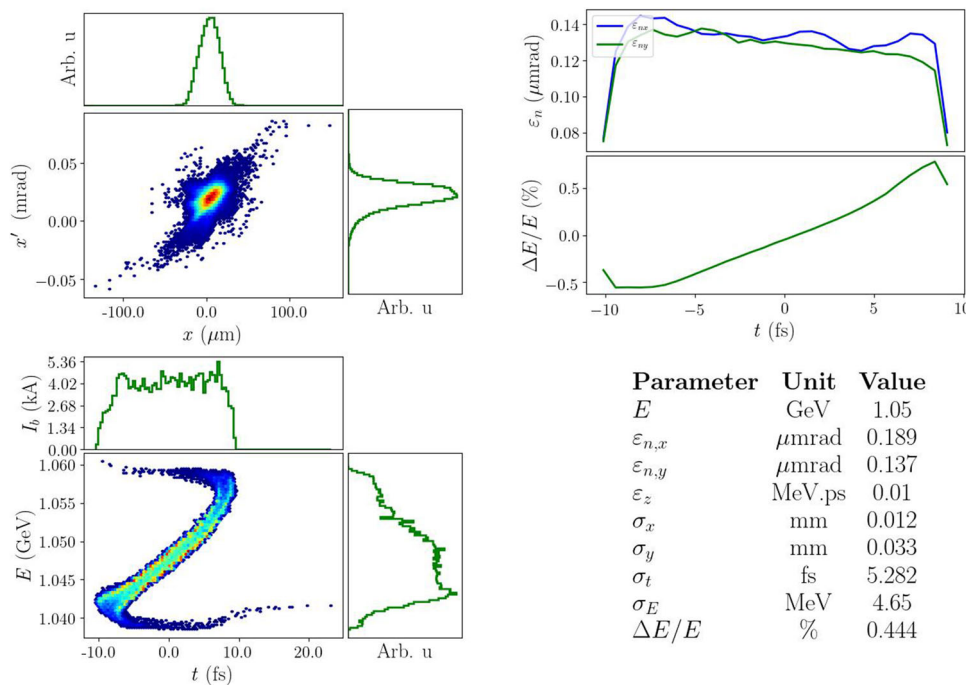 Arb. u
x′ (mrad)
0.05
0.00
−0.05
-100.0 0.0 100.0
x (μm)
Arb. u
ε_n (μmrad)
0.14
0.12
0.10
0.08
ε_nx
ε_ny
ΔE/E (%)
0.5
0.0
−0.5
−10 −5 0 5 10
t (fs)
I_b (kA)
5.36
4.02
2.68
1.34
0.00
E (GeV)
1.060
1.055
1.050
1.045
1.040
-10.0 0.0 10.0 20.0
t (fs)
Arb. u
Parameter Unit Value
E GeV 1.05
ε_n,x μmrad 0.189
ε_n,y μmrad 0.137
ε_z MeV.ps 0.01
σ_x mm 0.012
σ_y mm 0.033
σ_t fs 5.282
σ_E MeV 4.65
ΔE/E % 0.444